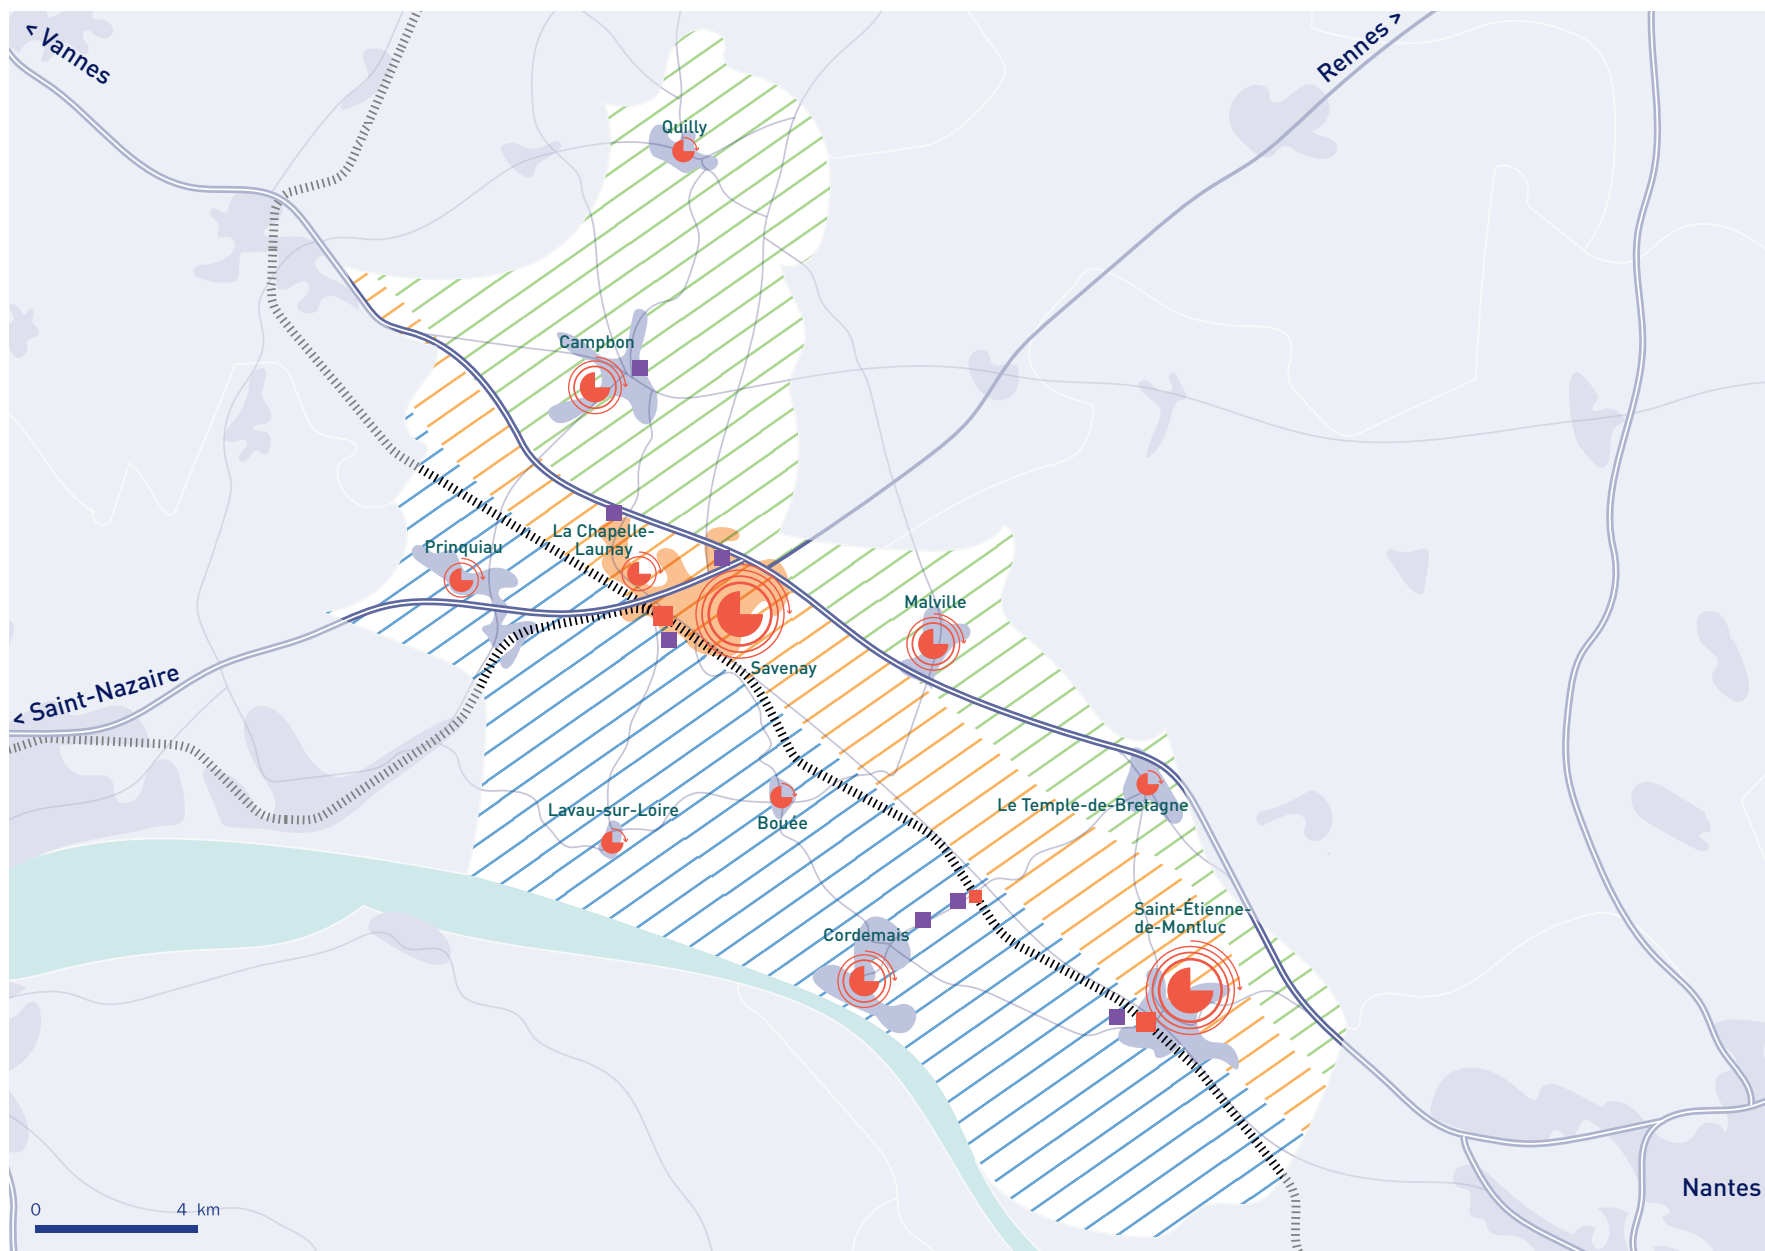 < Vannes
Rennes >
Quilly
Campbon
La Chapelle-
Launay
Prinquiau
Malville
Savenay
< Saint-Nazaire
Le Temple-de-Bretagne
Lavau-sur-Loire
Bouée
Saint-Étienne-
de-Montluc
Cordemais
Nantes
0 4 km